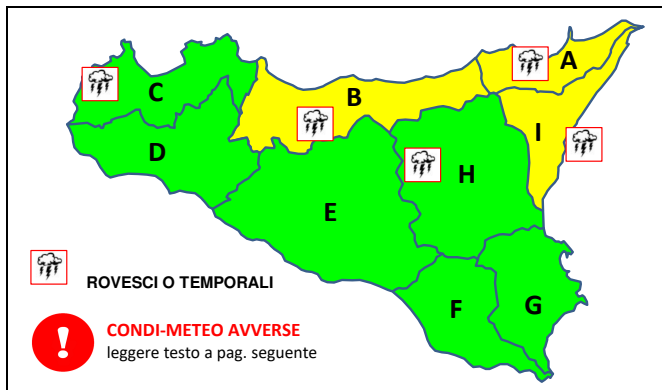 A
B
C
I
D
H
E
ROVESCI O TEMPORALI
F
G
!
CONDI-METEO AVVERSE
leggere testo a pag. seguente